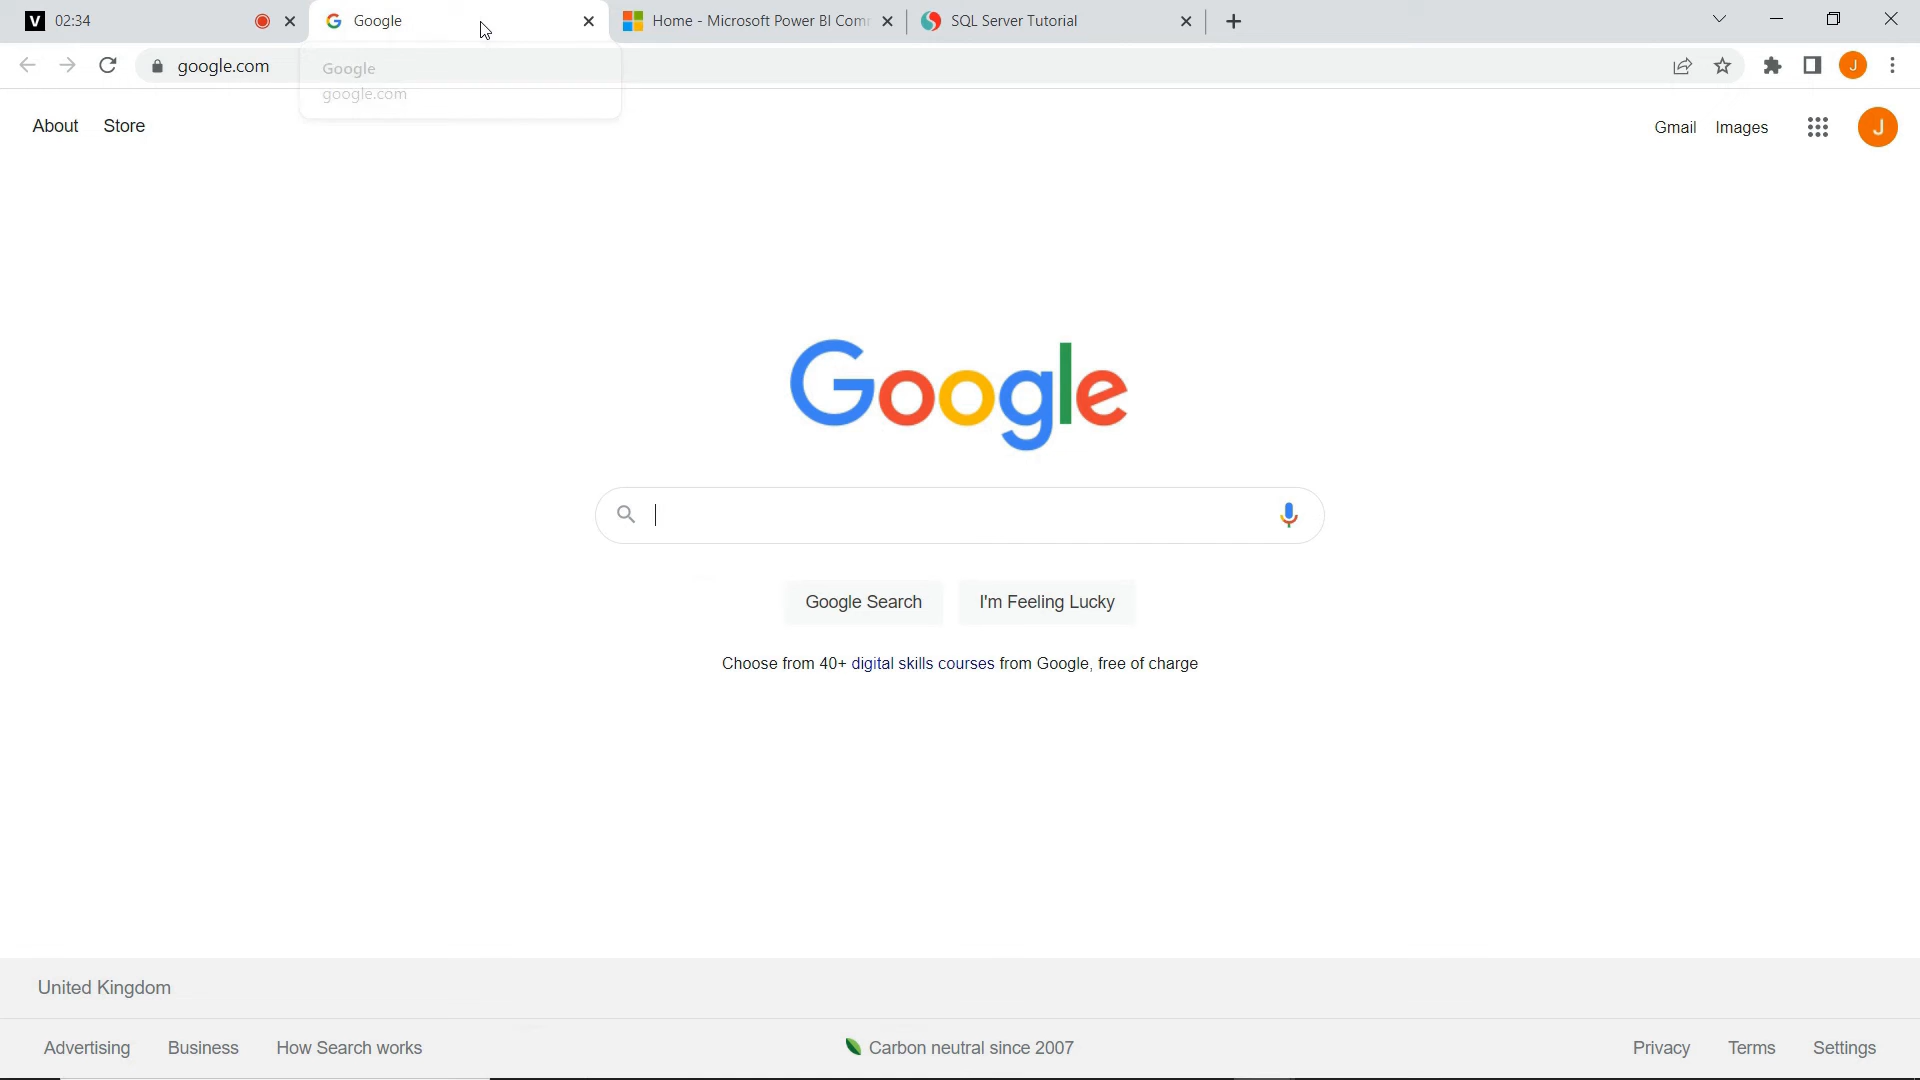 V 02:34
Google
Home - Microsoft Power BI Com
SQL Server Tutorial
google.com
Google
google.com
J
About
Store
Gmail
Images
J
Google
Google Search
I'm Feeling Lucky
Choose from 40+ digital skills courses from Google, free of charge
United Kingdom
Advertising
Business
How Search works
Carbon neutral since 2007
Privacy
Terms
Settings